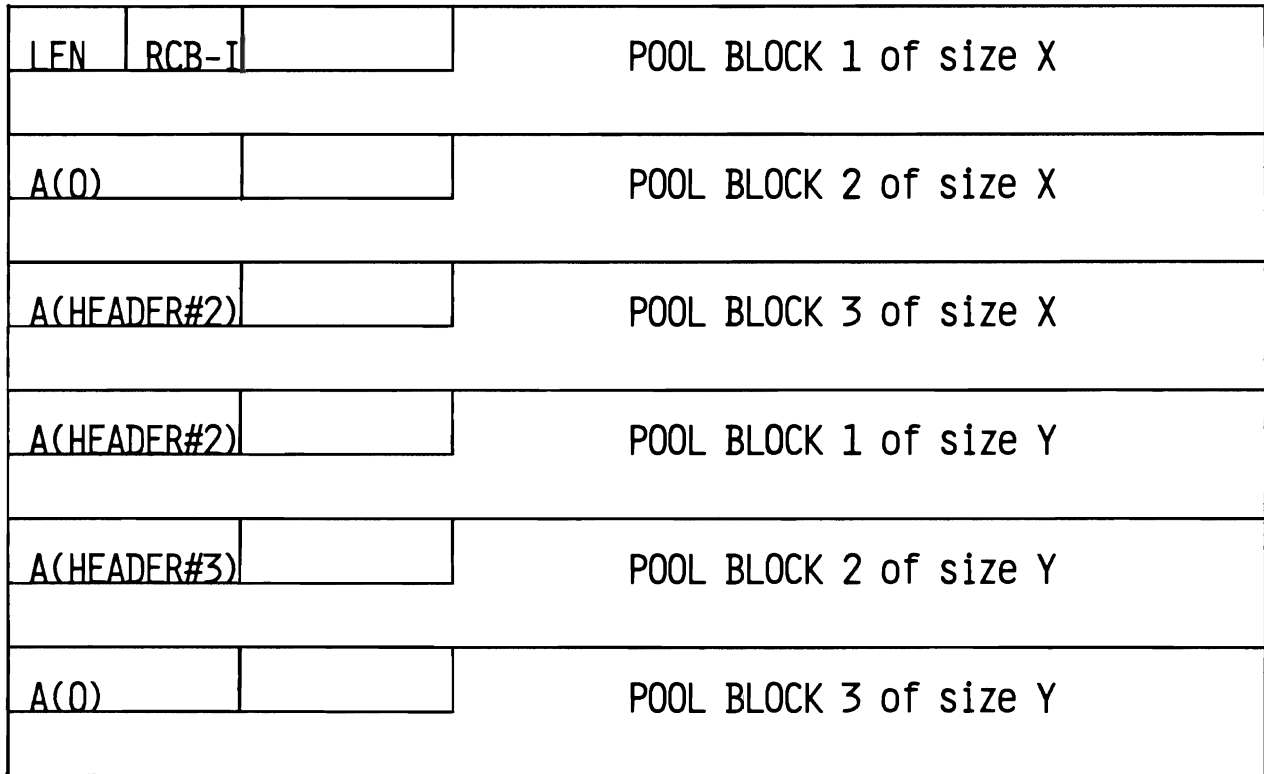 LEN RCB-I POOL BLOCK 1 of size X
A(0) POOL BLOCK 2 of size X
A(HEADER#2) POOL BLOCK 3 of size X
A(HEADER#2) POOL BLOCK 1 of size Y
A(HEADER#3) POOL BLOCK 2 of size Y
A(0) POOL BLOCK 3 of size Y